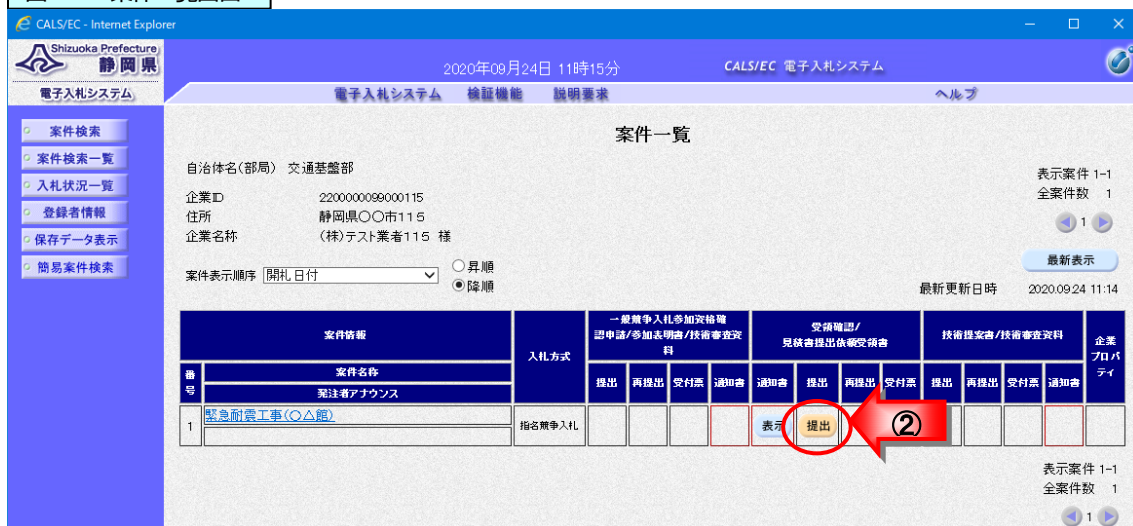 CALS/EC - Internet Explorer
Shizuoka Prefecture
静岡県
電子入札システム
2020年09月24日 11時15分
CALS/EC 電子入札システム
電子入札システム 検証機能 説明要求 ヘルプ
案件検索
案件検索一覧
入札状況一覧
登録者情報
保存データ表示
簡易案件検索
案件一覧
自治体名(部局) 交通基盤部
企業ID 2200000099000115
住所 静岡県○○市115
企業名称 (株)テスト業者115 様
案件表示順序 開札日付
昇順
降順
表示案件 1-1
全案件数 1
1
最新表示
最新更新日時 2020.09.24 11:14
案件情報
入札方式
一般競争入札参加資格確
認申請/参加表明書/技術審査資
料
受領確認/
見積書提出依頼受領書
技術提案書/技術審査資料
企業
プロパ
ティ
番
号
案件名称
発注者アナウンス
提出 再提出 受付票 通知書 通知書 提出 再提出 受付票 提出 再提出 受付票 通知書
1 緊急耐震工事(○△館) 指名競争入札 表示 提出 ②
表示案件 1-1
全案件数 1
1